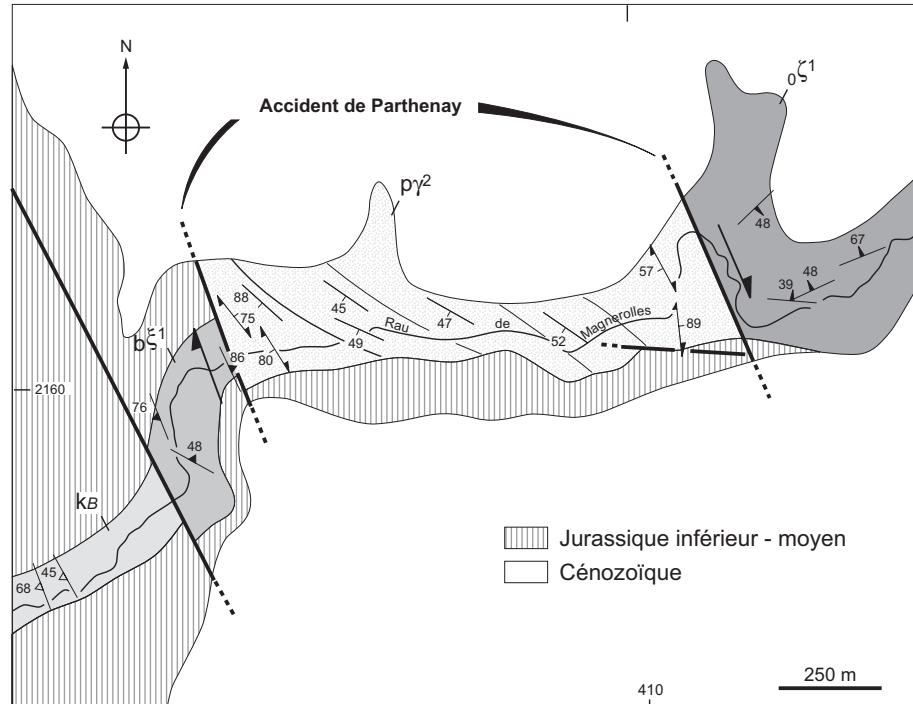 N
Accident de Parthenay
0ζ1
pγ2
48
67
57
48
39
88
45
75
47
Rau de Magnerolles
89
bξ1
49
52
86
80
2160
76
48
kB
Jurassique inférieur - moyen
45
68
Cénozoïque
250 m
410